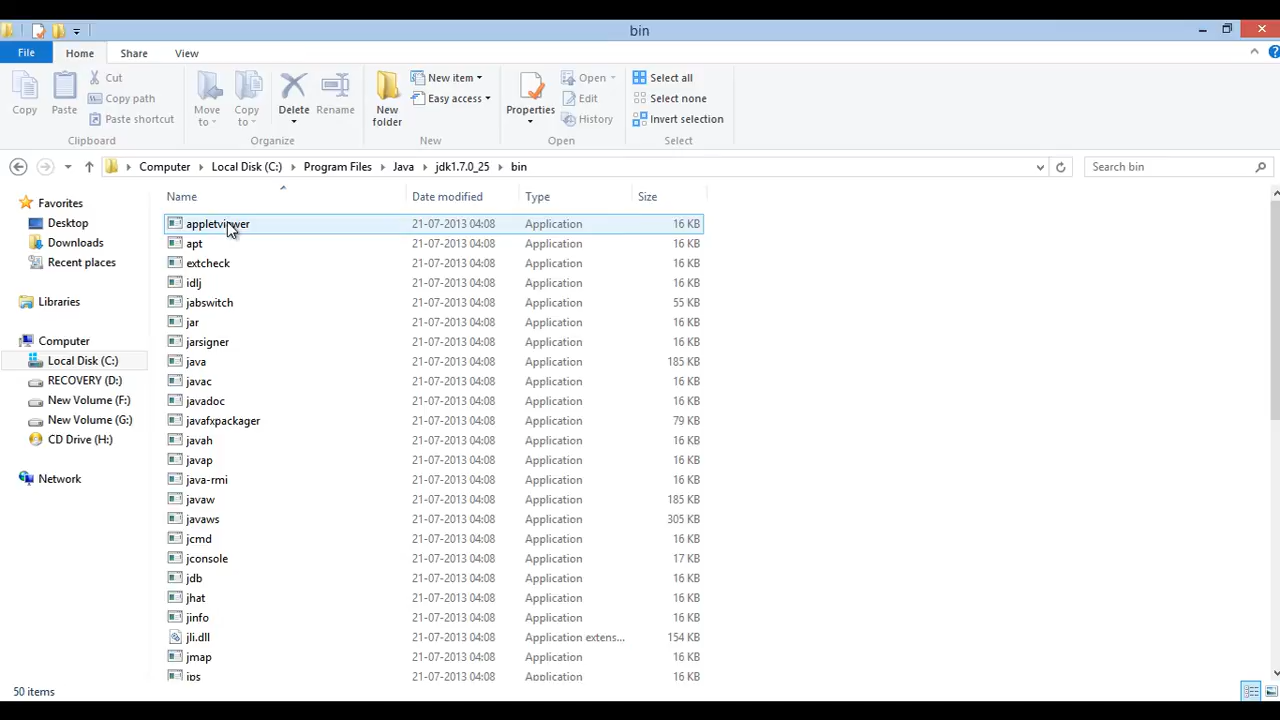 bin
File Home Share View
Copy Paste Cut Copy path Paste shortcut Move to Copy to Delete Rename New folder New item Easy access Properties Open Edit History Select all Select none Invert selection
Clipboard Organize New Open Select
Computer Local Disk (C:) Program Files Java jdk1.7.0_25 bin Search bin
Favorites
Desktop
Downloads
Recent places
Libraries
Computer
Local Disk (C:)
RECOVERY (D:)
New Volume (F:)
New Volume (G:)
CD Drive (H:)
Network
Name Date modified Type Size
appletviewer 21-07-2013 04:08 Application 16 KB
apt 21-07-2013 04:08 Application 16 KB
extcheck 21-07-2013 04:08 Application 16 KB
idlj 21-07-2013 04:08 Application 16 KB
jabswitch 21-07-2013 04:08 Application 55 KB
jar 21-07-2013 04:08 Application 16 KB
jarsigner 21-07-2013 04:08 Application 16 KB
java 21-07-2013 04:08 Application 185 KB
javac 21-07-2013 04:08 Application 16 KB
javadoc 21-07-2013 04:08 Application 16 KB
javafxpackager 21-07-2013 04:08 Application 79 KB
javah 21-07-2013 04:08 Application 16 KB
javap 21-07-2013 04:08 Application 16 KB
java-rmi 21-07-2013 04:08 Application 16 KB
javaw 21-07-2013 04:08 Application 185 KB
javaws 21-07-2013 04:08 Application 305 KB
jcmd 21-07-2013 04:08 Application 16 KB
jconsole 21-07-2013 04:08 Application 17 KB
jdb 21-07-2013 04:08 Application 16 KB
jhat 21-07-2013 04:08 Application 16 KB
jinfo 21-07-2013 04:08 Application 16 KB
jli.dll 21-07-2013 04:08 Application extens... 154 KB
jmap 21-07-2013 04:08 Application 16 KB
jps 21-07-2013 04:08 Application 16 KB
50 items